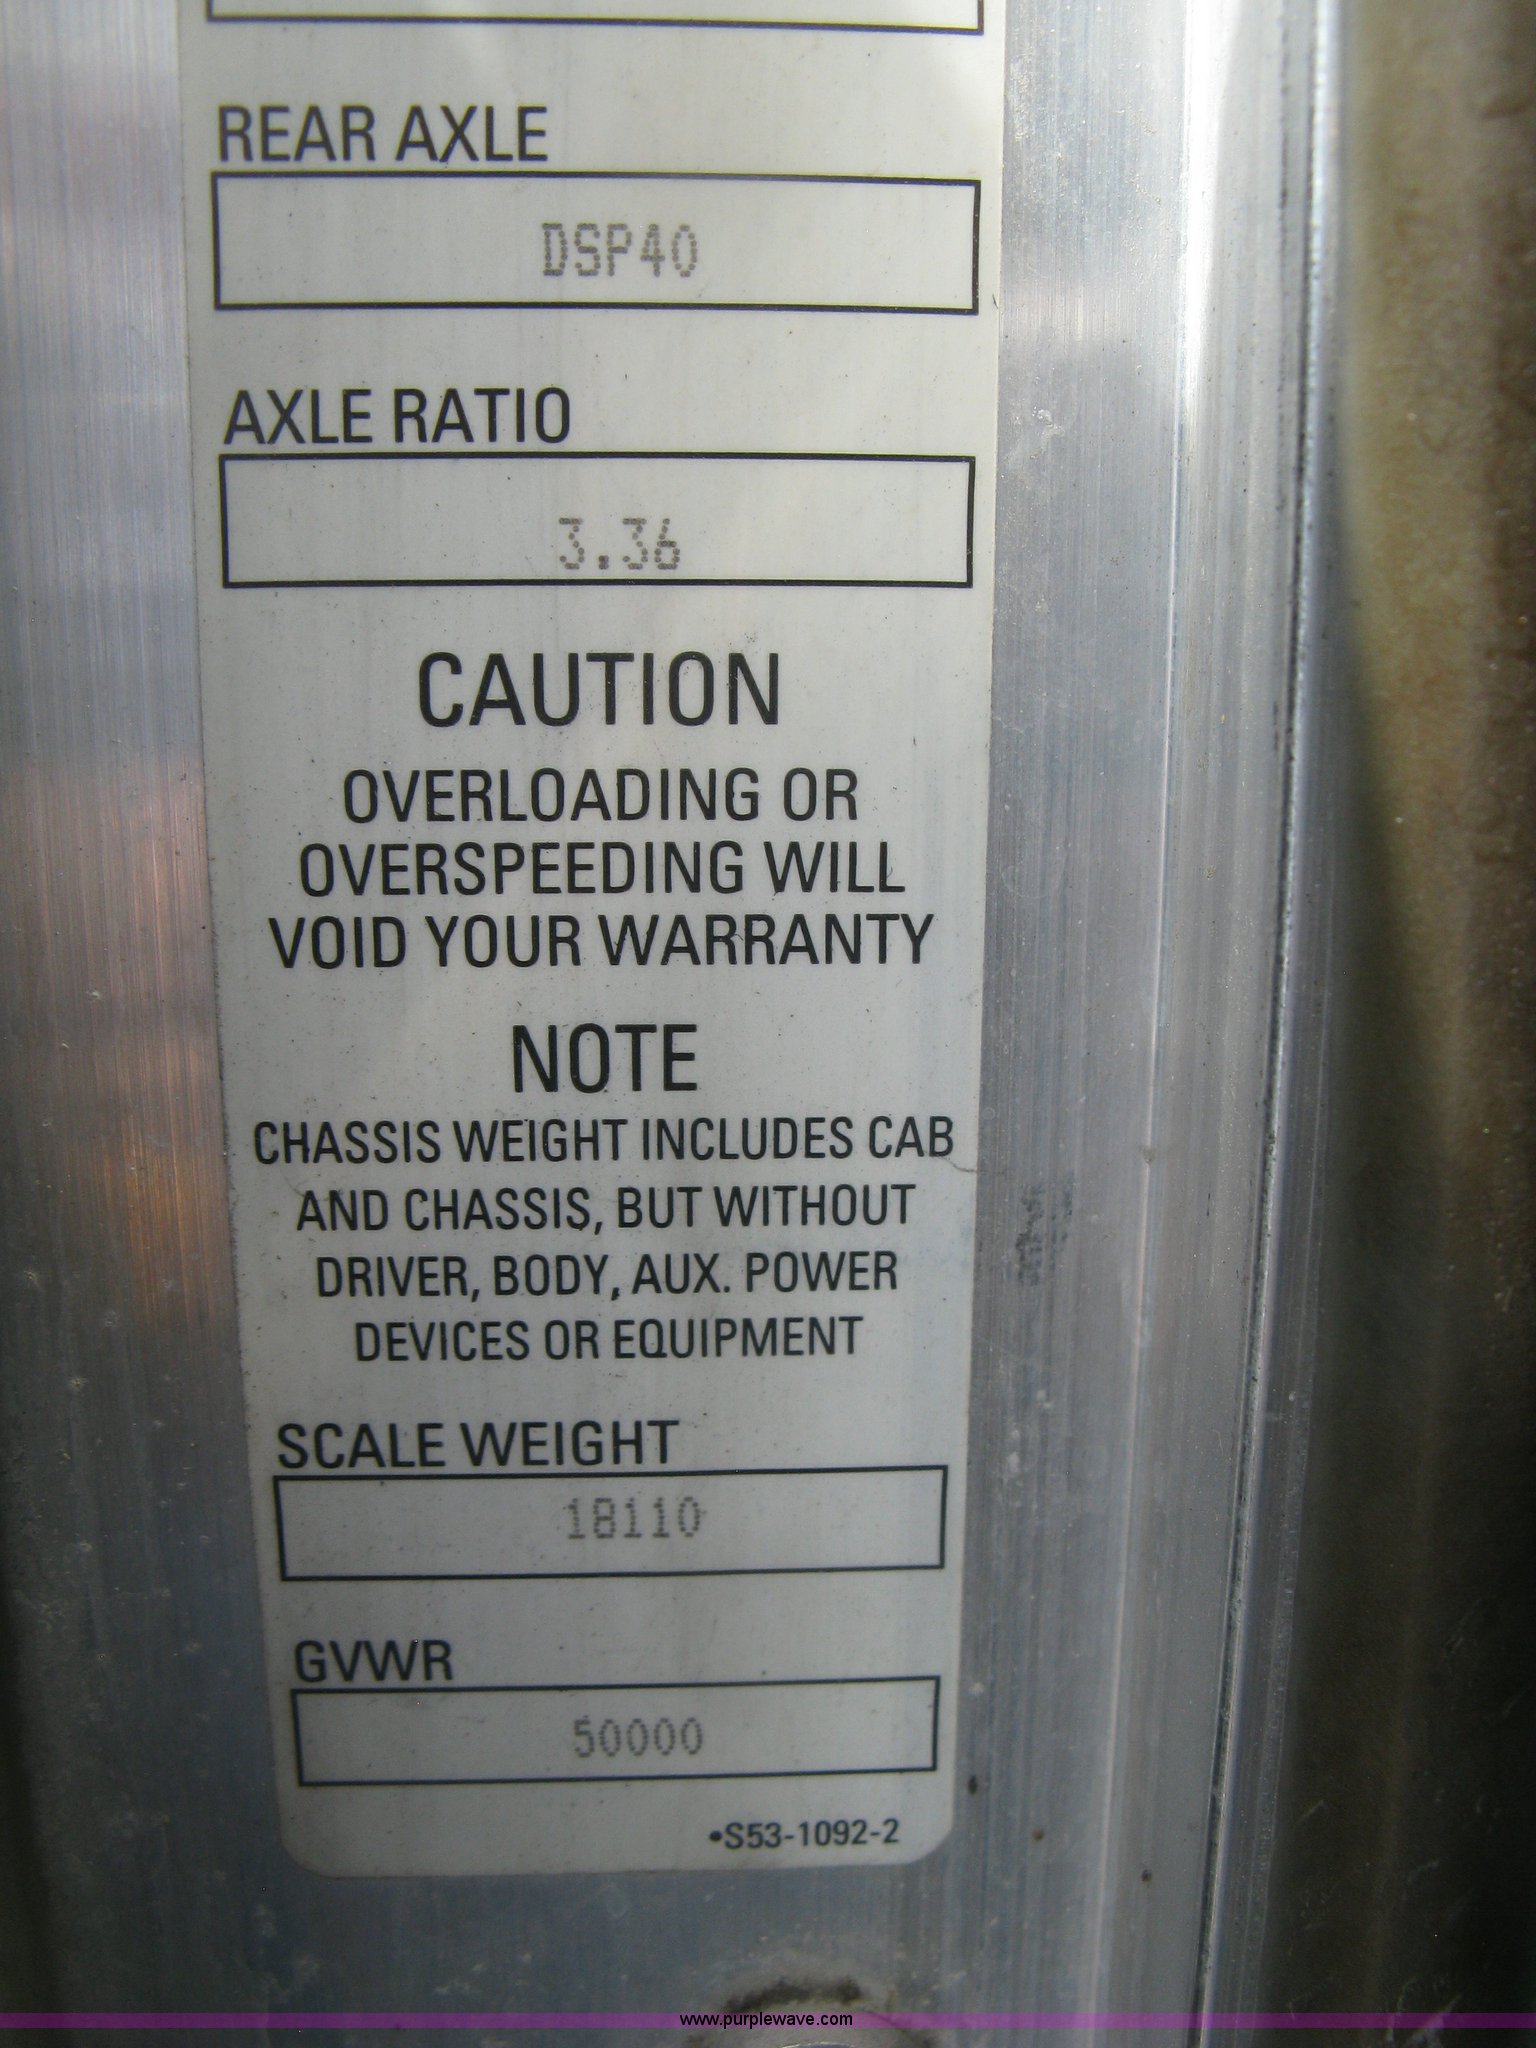 REAR AXLE
DSP40
AXLE RATIO
3.36
CAUTION
OVERLOADING OR
OVERSPEEDING WILL
VOID YOUR WARRANTY
NOTE
CHASSIS WEIGHT INCLUDES CAB
AND CHASSIS, BUT WITHOUT
DRIVER, BODY, AUX. POWER
DEVICES OR EQUIPMENT
SCALE WEIGHT
18110
GVWR
50000
•S53-1092-2
www.purplewave.com